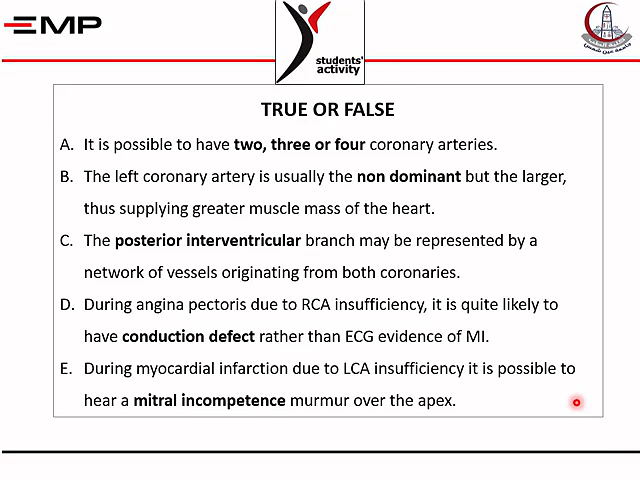 EMP
students'
activity
TRUE OR FALSE
A. It is possible to have two, three or four coronary arteries.
B. The left coronary artery is usually the non dominant but the larger,
thus supplying greater muscle mass of the heart.
C. The posterior interventricular branch may be represented by a
network of vessels originating from both coronaries.
D. During angina pectoris due to RCA insufficiency, it is quite likely to
have conduction defect rather than ECG evidence of MI.
E. During myocardial infarction due to LCA insufficiency it is possible to
hear a mitral incompetence murmur over the apex.